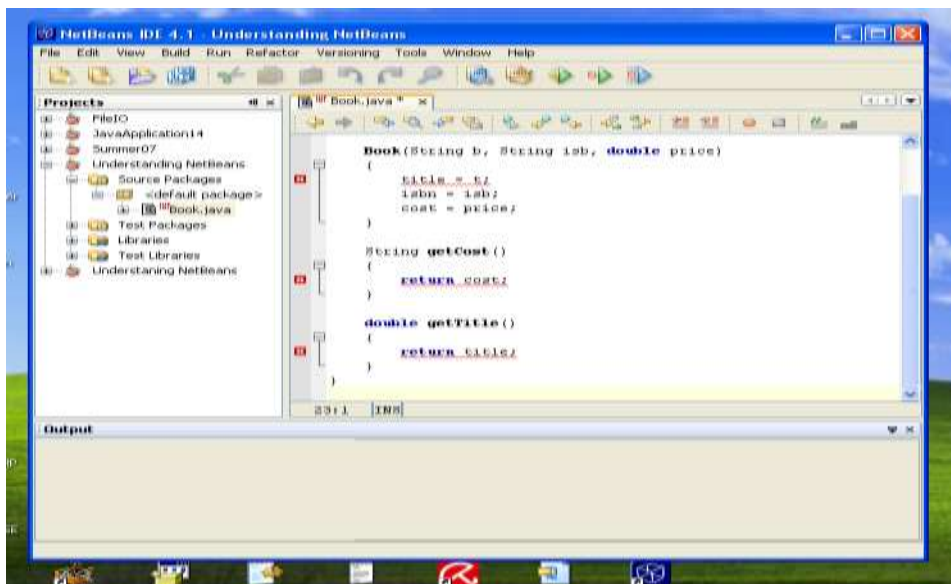 NetBeans IDE 4.1 - Understanding NetBeans
File Edit View Build Run Refactor Versioning Tools Window Help
Projects
FileIO
JavaApplication14
Summer07
Understanding NetBeans
Source Packages
<default package>
Book.java
Test Packages
Libraries
Test Libraries
Understaning NetBeans
Book.java *
Book(String b, String isb, double price)
{
title = t;
isbn = isb;
cost = price;
}
String getCost()
{
return cost;
}
double getTitle()
{
return title;
}
}
23:1 INS
Output